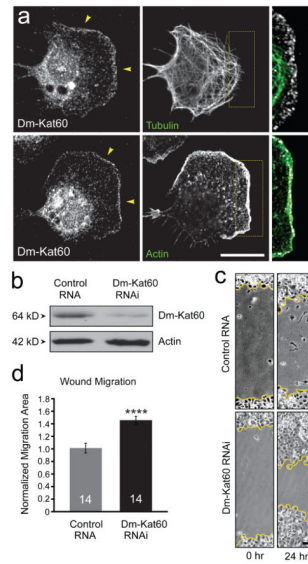 a
Dm-Kat60
Tubulin
Dm-Kat60
Actin
b
Control RNA
Dm-Kat60 RNAi
64 kD
Dm-Kat60
42 kD
Actin
c
Control RNA
Dm-Kat60 RNAi
0 hr
24 hr
d
Wound Migration
Normalized Migration Area
1.8
1.6
1.4
1.2
1.0
0.8
0.6
0.4
0.2
0
****
14
14
Control RNA
Dm-Kat60 RNAi